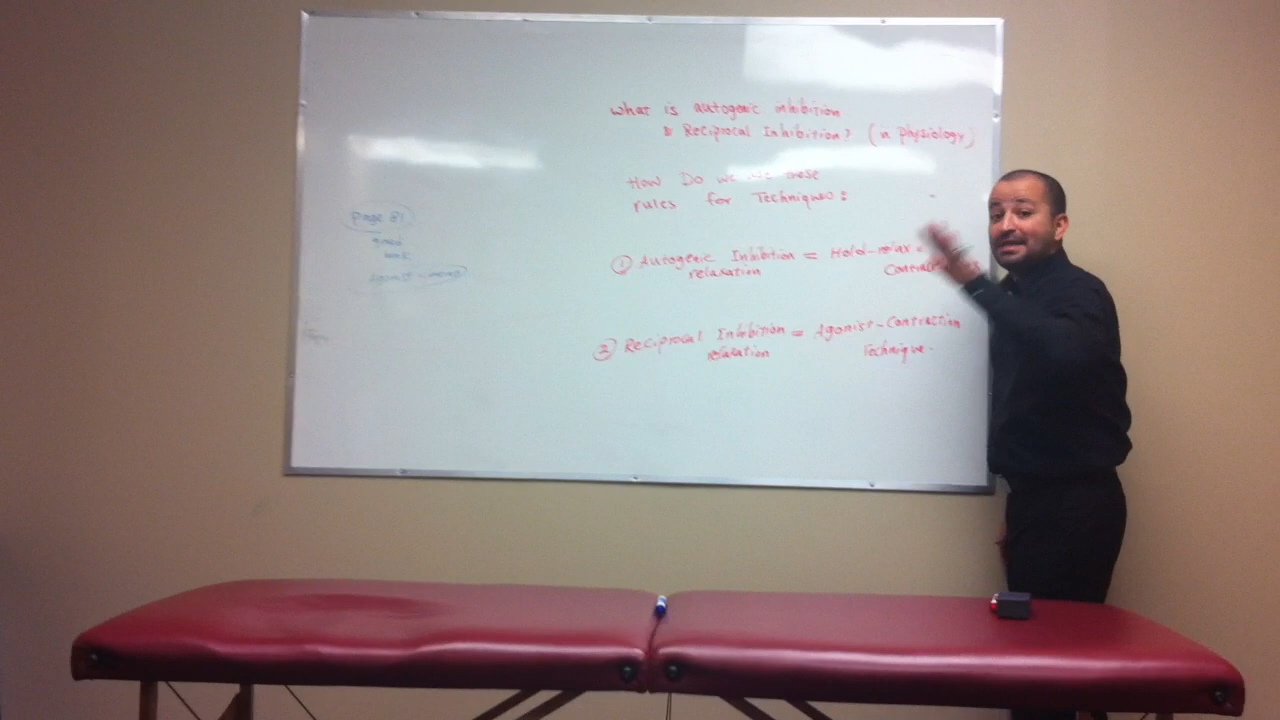 What is autogenic inhibition
& Reciprocal Inhibition? (in physiology)
How Do we use these
rules for Techniques:
① Autogenic Inhibition = Hold-relax
relaxation
② Reciprocal Inhibition = Agonist-Contraction
relaxation Technique.
Page 81